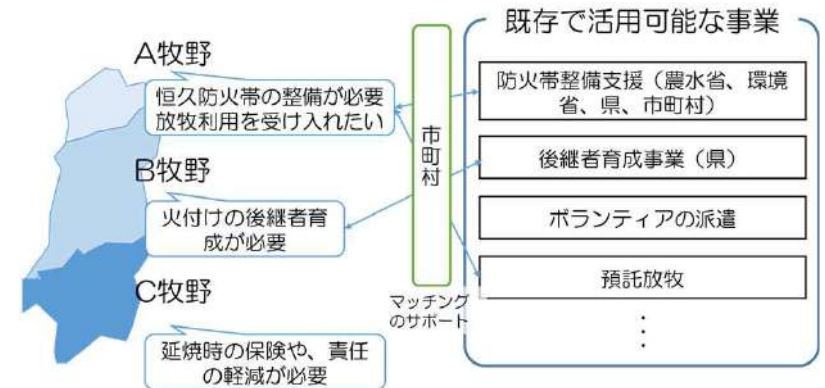 A牧野
恒久防火帯の整備が必要
放牧利用を受け入れたい
B牧野
火付けの後継者育
成が必要
C牧野
延焼時の保険や、責任
の軽減が必要
市町村
マッチング
のサポート
既存で活用可能な事業
防火帯整備支援（農水省、環境
省、県、市町村）
後継者育成事業（県）
ボランティアの派遣
預託放牧
：